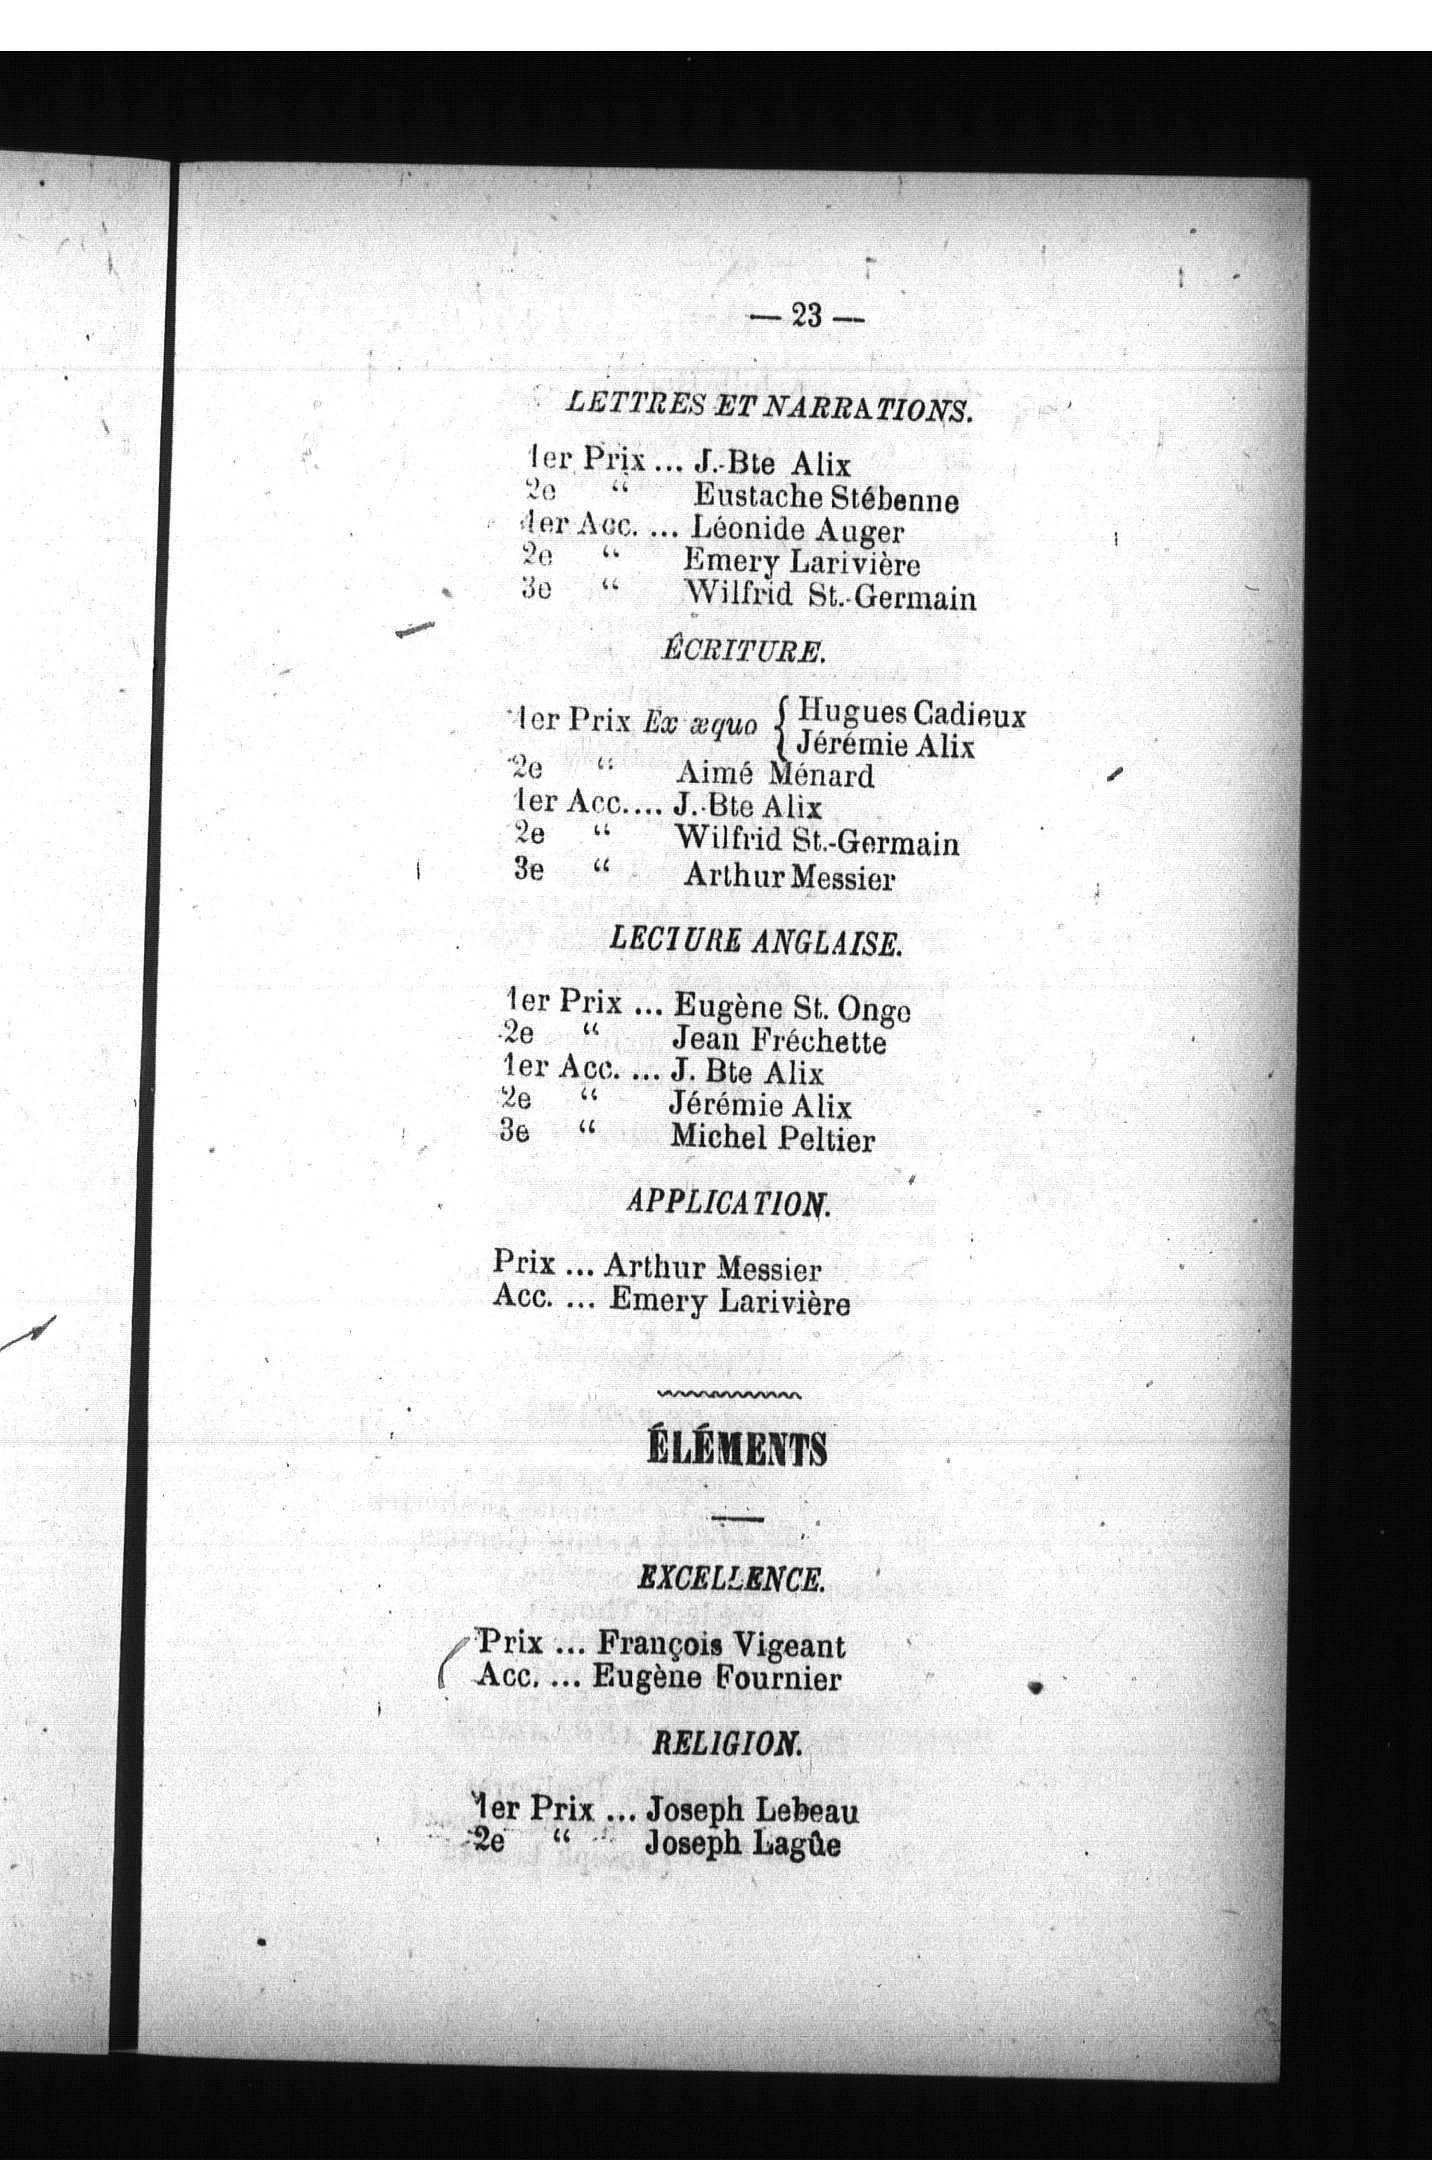 — 23 —
LETTRES ET NARRATIONS.
1er Prix ... J.-Bte Alix
2e “ Eustache Stébenne
1er Acc. ... Léonide Auger
2e “ Emery Larivière
3e “ Wilfrid St.-Germain
ÉCRITURE.
1er Prix Ex æquo { Hugues Cadieux
Jérémie Alix
2e “ Aimé Ménard
1er Acc.... J.-Bte Alix
2e “ Wilfrid St.-Germain
3e “ Arthur Messier
LECTURE ANGLAISE.
1er Prix ... Eugène St. Onge
2e “ Jean Fréchette
1er Acc. ... J. Bte Alix
2e “ Jérémie Alix
3e “ Michel Peltier
APPLICATION.
Prix ... Arthur Messier
Acc. ... Emery Larivière
ÉLÉMENTS
EXCELLENCE.
Prix ... François Vigeant
Acc. ... Eugène Fournier
RELIGION.
1er Prix ... Joseph Lebeau
2e “ Joseph Lagûe